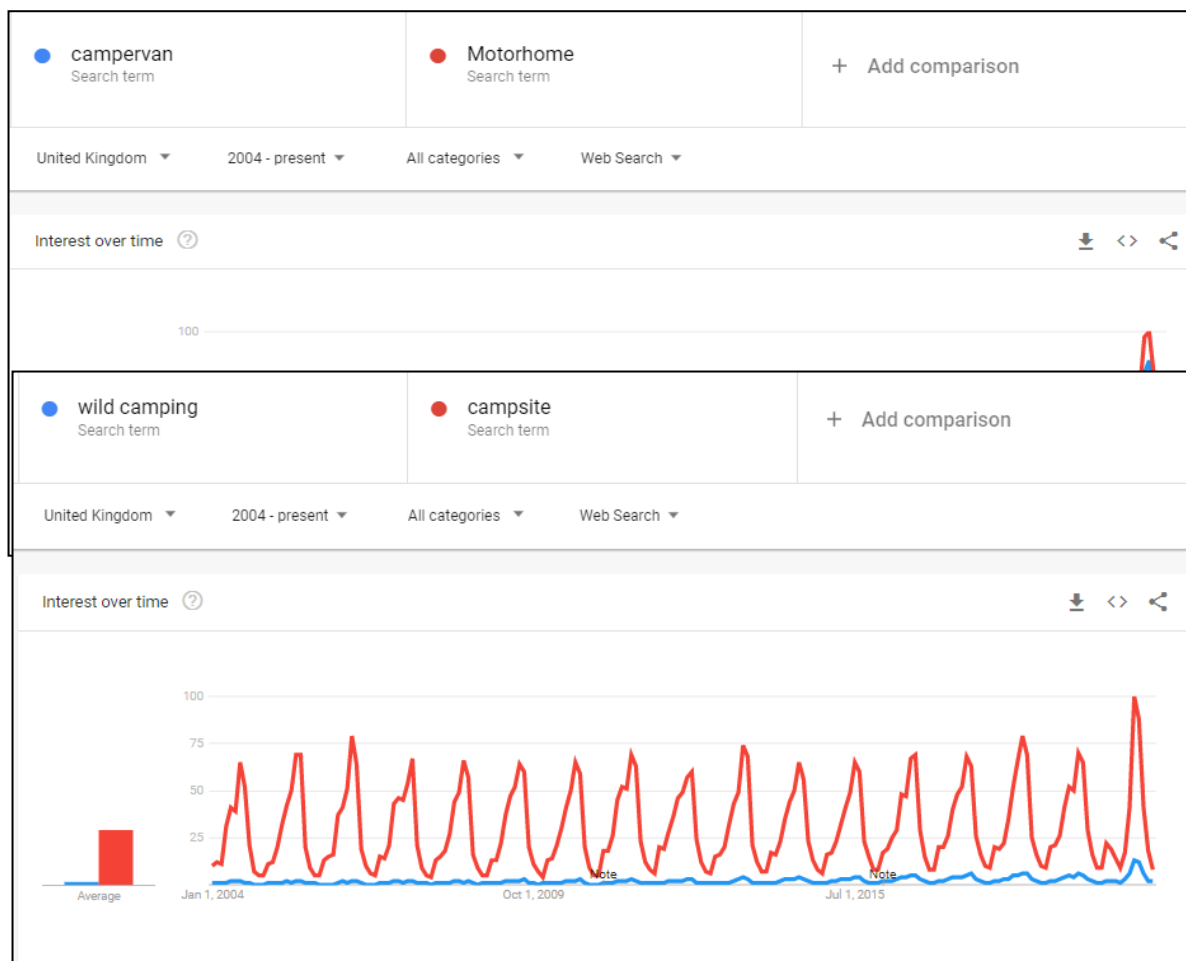 campervan
Search term
Motorhome
Search term
+ Add comparison
United Kingdom
2004 - present
All categories
Web Search
Interest over time
100
wild camping
Search term
campsite
Search term
+ Add comparison
United Kingdom
2004 - present
All categories
Web Search
Interest over time
100
75
50
25
Note
Note
Average
Jan 1, 2004
Oct 1, 2009
Jul 1, 2015